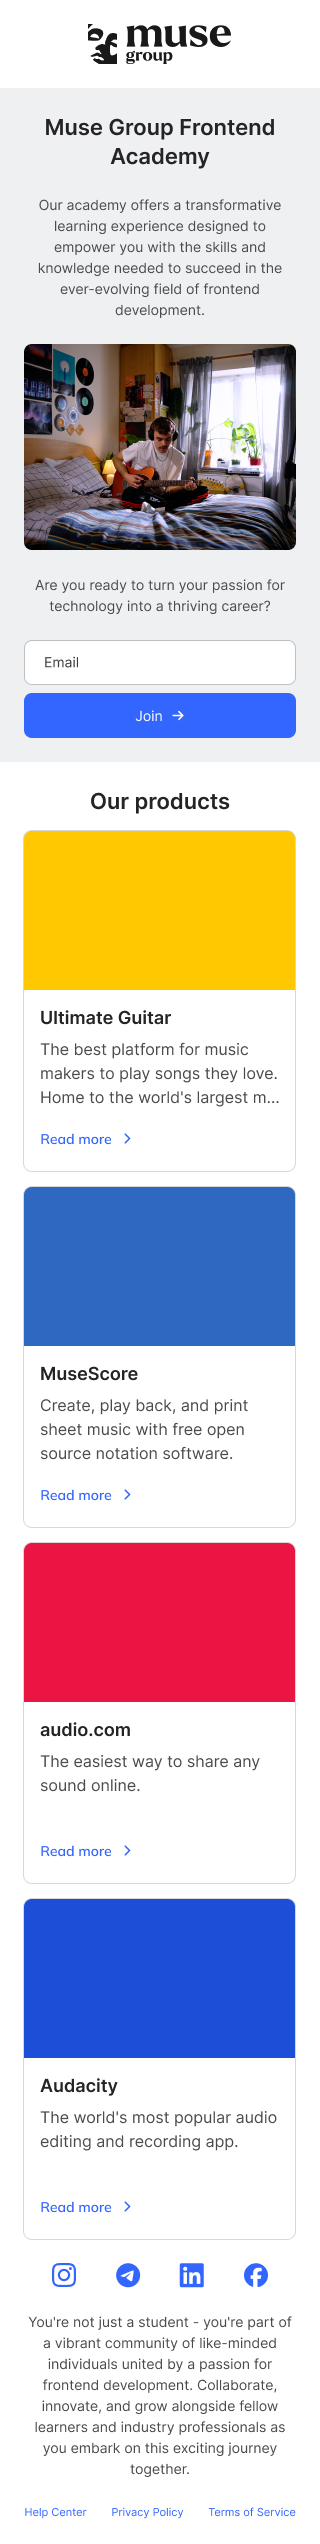 muse
group
Muse Group Frontend
Academy
Our academy offers a transformative
learning experience designed to
empower you with the skills and
knowledge needed to succeed in the
ever-evolving field of frontend
development.
Are you ready to turn your passion for
technology into a thriving career?
Email
Join
Our products
Ultimate Guitar
The best platform for music
makers to play songs they love.
Home to the world's largest m...
Read more
MuseScore
Create, play back, and print
sheet music with free open
source notation software.
Read more
audio.com
The easiest way to share any
sound online.
Read more
Audacity
The world's most popular audio
editing and recording app.
Read more
You're not just a student - you're part of
a vibrant community of like-minded
individuals united by a passion for
frontend development. Collaborate,
innovate, and grow alongside fellow
learners and industry professionals as
you embark on this exciting journey
together.
Help Center Privacy Policy Terms of Service